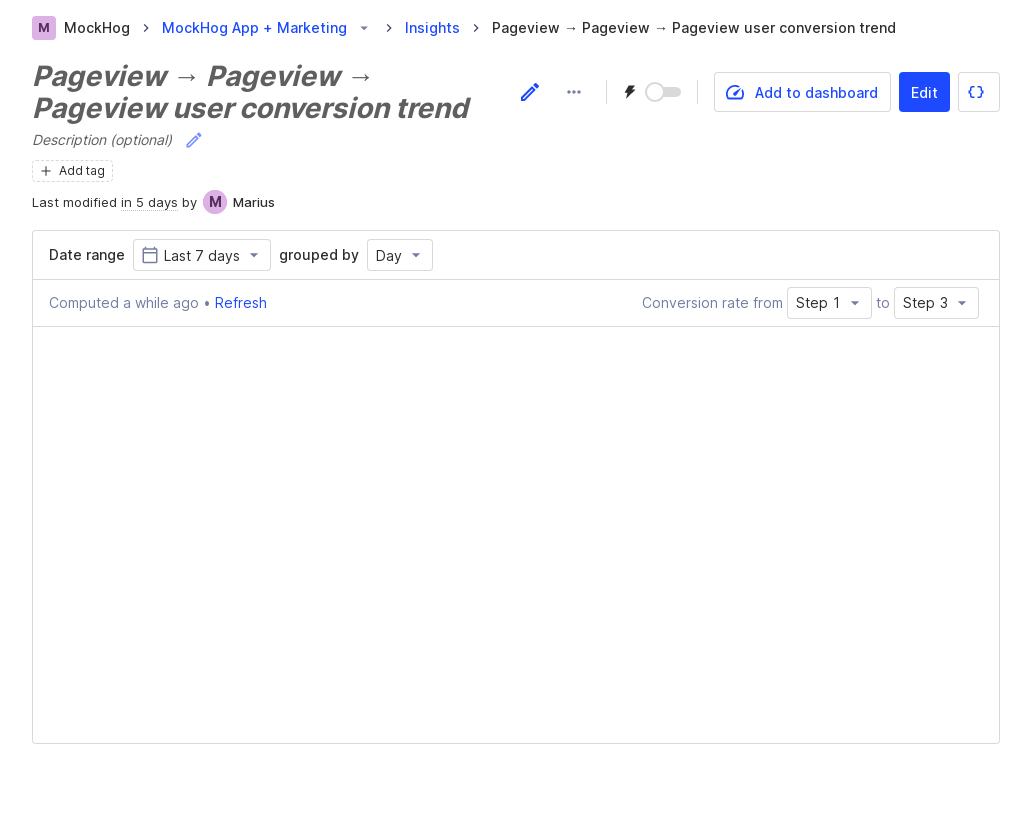 M MockHog MockHog App + Marketing Insights Pageview → Pageview → Pageview user conversion trend
Pageview → Pageview →
Pageview user conversion trend
Add to dashboard Edit
Description (optional)
Add tag
Last modified in 5 days by M Marius
Date range Last 7 days grouped by Day
Computed a while ago • Refresh Conversion rate from Step 1 to Step 3